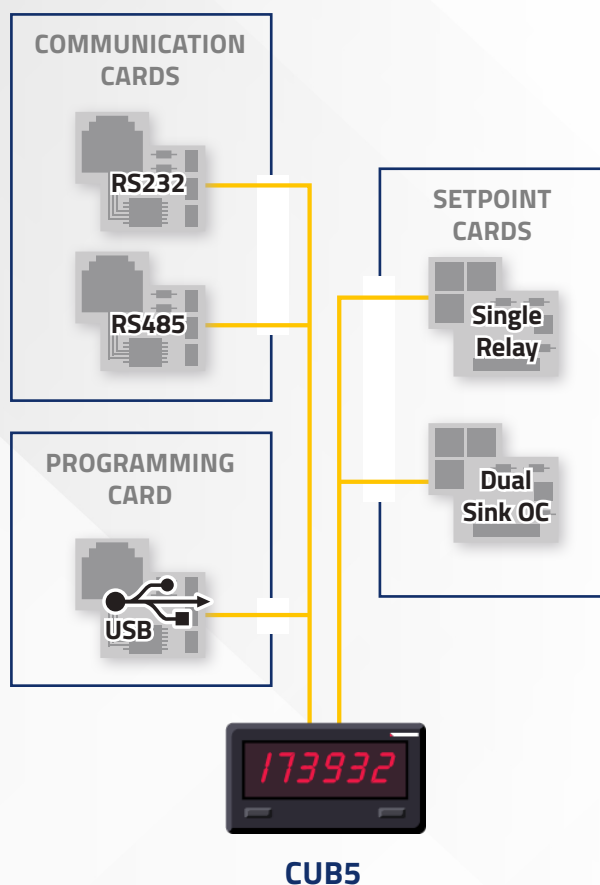 COMMUNICATION
CARDS
RS232
RS485
PROGRAMMING
CARD
USB
SETPOINT
CARDS
Single
Relay
Dual
Sink OC
173932
CUB5